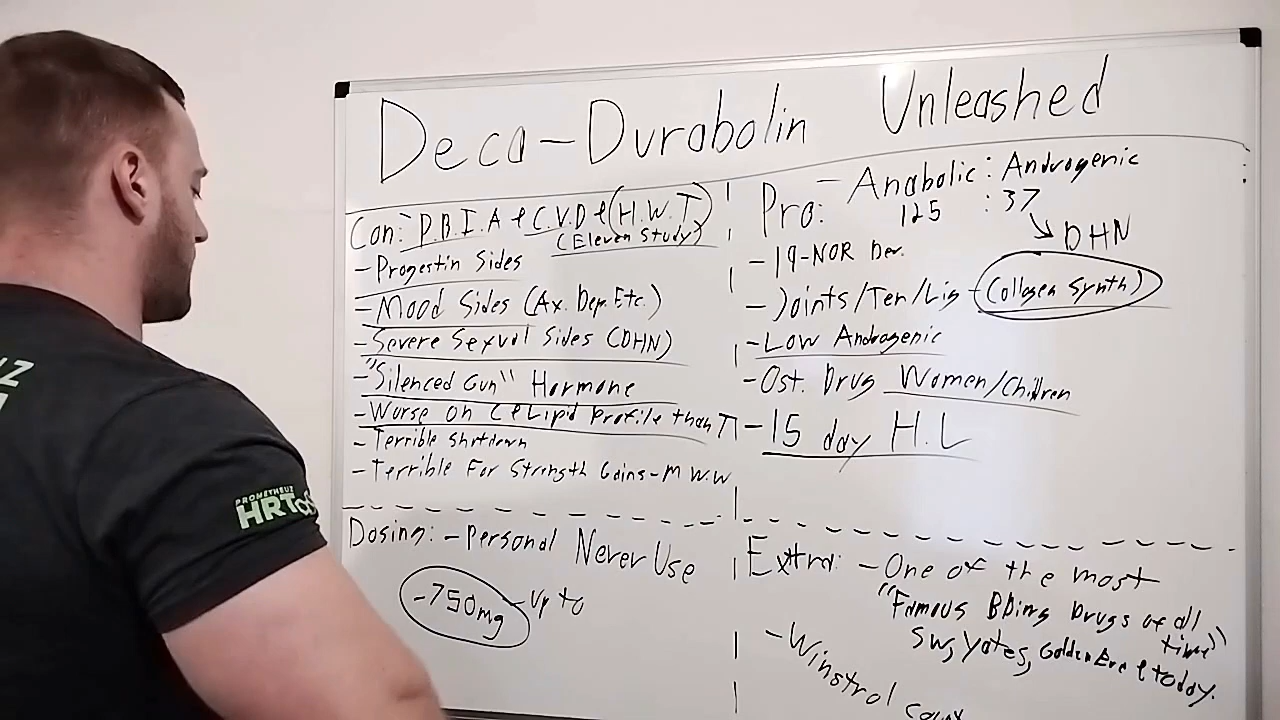 Deca-Durabolin Unleashed
Con: P.B.I.A & C.V.D & (H.W.T)
(Eleven Study)
- Progestin Sides
- Mood Sides (Ax. Dep. Etc.)
- Severe Sexual Sides (DHN)
- "Silenced Gun" Hormone
- Worse on C & Lipid Profile than T
- Terrible Shutdown
- Terrible For Strength Gains - M W.W
Pro: - Anabolic : Androgenic
125 : 37
DHN
- 19-NOR Der.
- Joints/Ten/Lig - (Collagen Synth)
- Low Androgenic
- Ost. Drug Women/Children
- 15 day H.L
Dosing: - Personal Never Use
- 750mg - Up to
Extra: - One of the most
"Famous BBing Drugs of all
time"
Sws, Yates, Golden Era & today.
- Winstrol
PROMETHEUZ
HRT